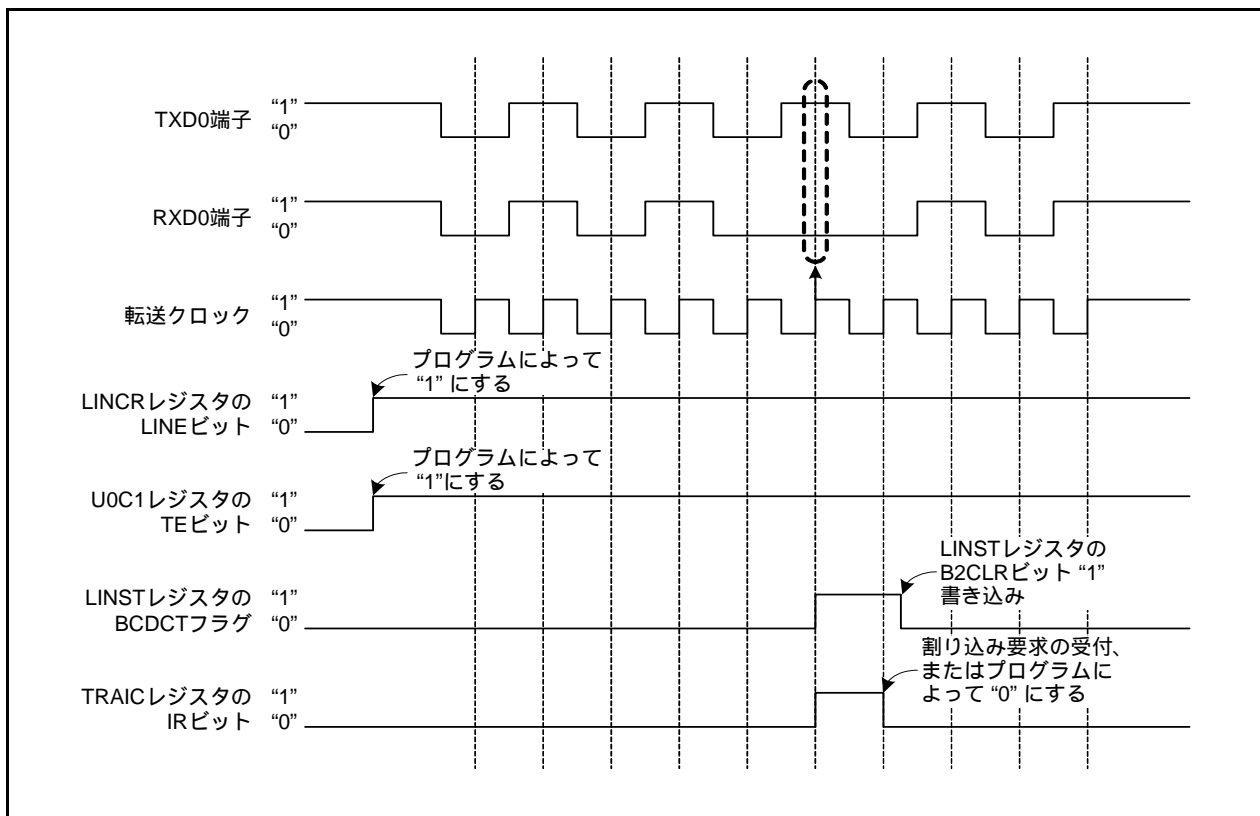 TXD0端子 “1”
“0”
RXD0端子 “1”
“0”
転送クロック “1”
“0”
プログラムによって
“1” にする
LINCRレジスタの “1”
LINEビット “0”
プログラムによって
“1”にする
U0C1レジスタの “1”
TEビット “0”
LINSTレジスタの
B2CLRビット “1”
書き込み
LINSTレジスタの “1”
BCDCTフラグ “0”
割り込み要求の受付、
またはプログラムに
よって “0” にする
TRAICレジスタの “1”
IRビット “0”